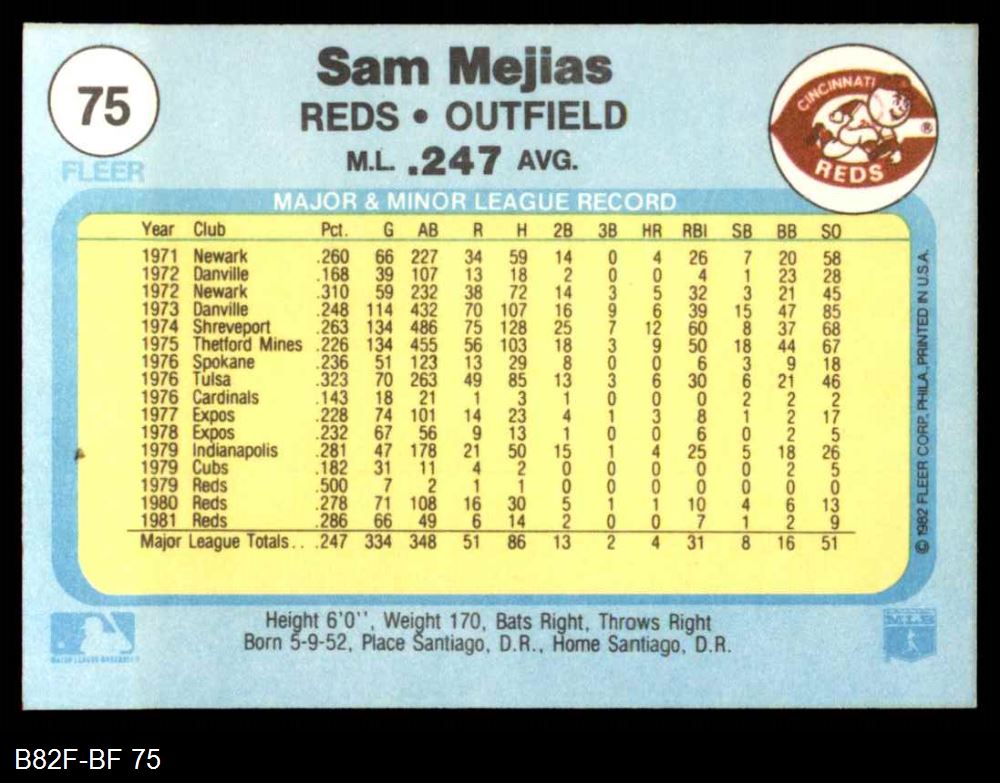 75
FLEER
Sam Mejias
REDS • OUTFIELD
M.L. .247 AVG.
CINCINNATI
REDS
®
MAJOR & MINOR LEAGUE RECORD
Year Club Pct. G AB R H 2B 3B HR RBI SB BB SO
1971 Newark .260 66 227 34 59 14 0 4 26 7 20 58
1972 Danville .168 39 107 13 18 2 0 0 4 1 23 28
1972 Newark .310 59 232 38 72 14 3 5 32 3 21 45
1973 Danville .248 114 432 70 107 16 9 6 39 15 47 85
1974 Shreveport .263 134 486 75 128 25 7 12 60 8 37 68
1975 Thetford Mines .226 134 455 56 103 18 3 9 50 18 44 67
1976 Spokane .236 51 123 13 29 8 0 0 6 3 9 18
1976 Tulsa .323 70 263 49 85 13 3 6 30 6 21 46
1976 Cardinals .143 18 21 1 3 1 0 0 0 2 2 2
1977 Expos .228 74 101 14 23 4 1 3 8 1 2 17
1978 Expos .232 67 56 9 13 1 0 0 6 0 2 5
1979 Indianapolis .281 47 178 21 50 15 1 4 25 5 18 26
1979 Cubs .182 31 11 4 2 0 0 0 0 0 2 5
1979 Reds .500 7 2 1 1 0 0 0 0 0 0 0
1980 Reds .278 71 108 16 30 5 1 1 10 4 6 13
1981 Reds .286 66 49 6 14 2 0 0 7 1 2 9
Major League Totals... .247 334 348 51 86 13 2 4 31 8 16 51
© 1982 FLEER CORP. PHILA., PRINTED IN U.S.A.
Height 6'0'', Weight 170, Bats Right, Throws Right
Born 5-9-52, Place Santiago, D.R., Home Santiago, D.R.
MAJOR LEAGUE BASEBALL
MLB
B82F-BF 75